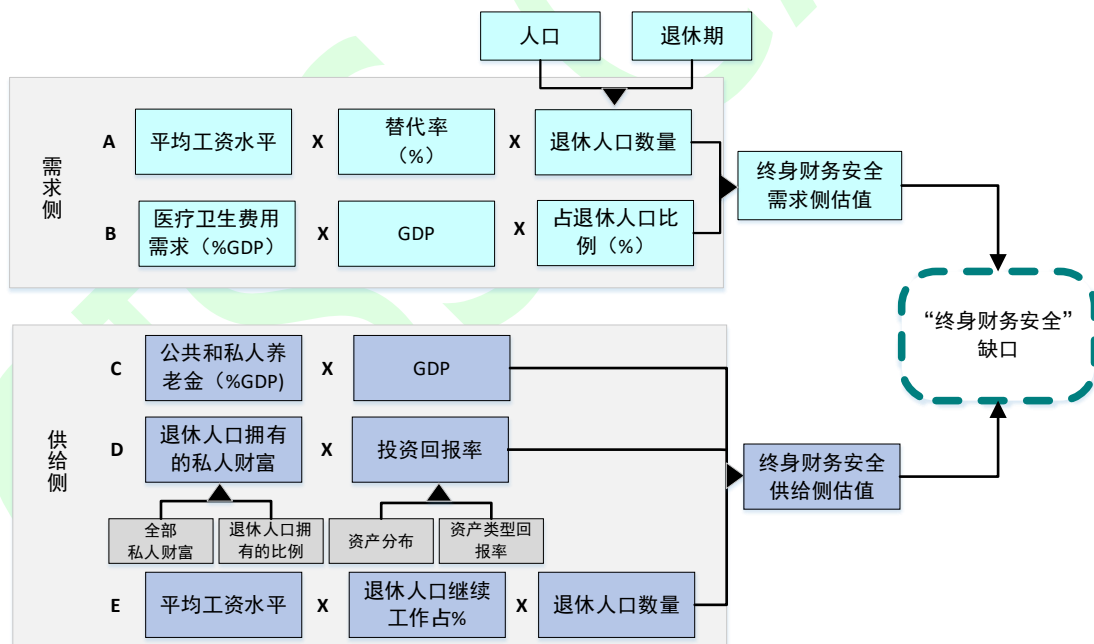 人口
退休期
需求侧
A
平均工资水平
X
替代率
（%）
X
退休人口数量
B
医疗卫生费用
需求（%GDP）
X
GDP
X
占退休人口比
例（%）
终身财务安全
需求侧估值
“终身财务安全”
缺口
供给侧
C
公共和私人养
老金（%GDP)
X
GDP
D
退休人口拥有
的私人财富
X
投资回报率
终身财务安全
供给侧估值
全部
私人财富
退休人口拥
有的比例
资产分布
资产类型回
报率
E
平均工资水平
X
退休人口继续
工作占%
X
退休人口数量